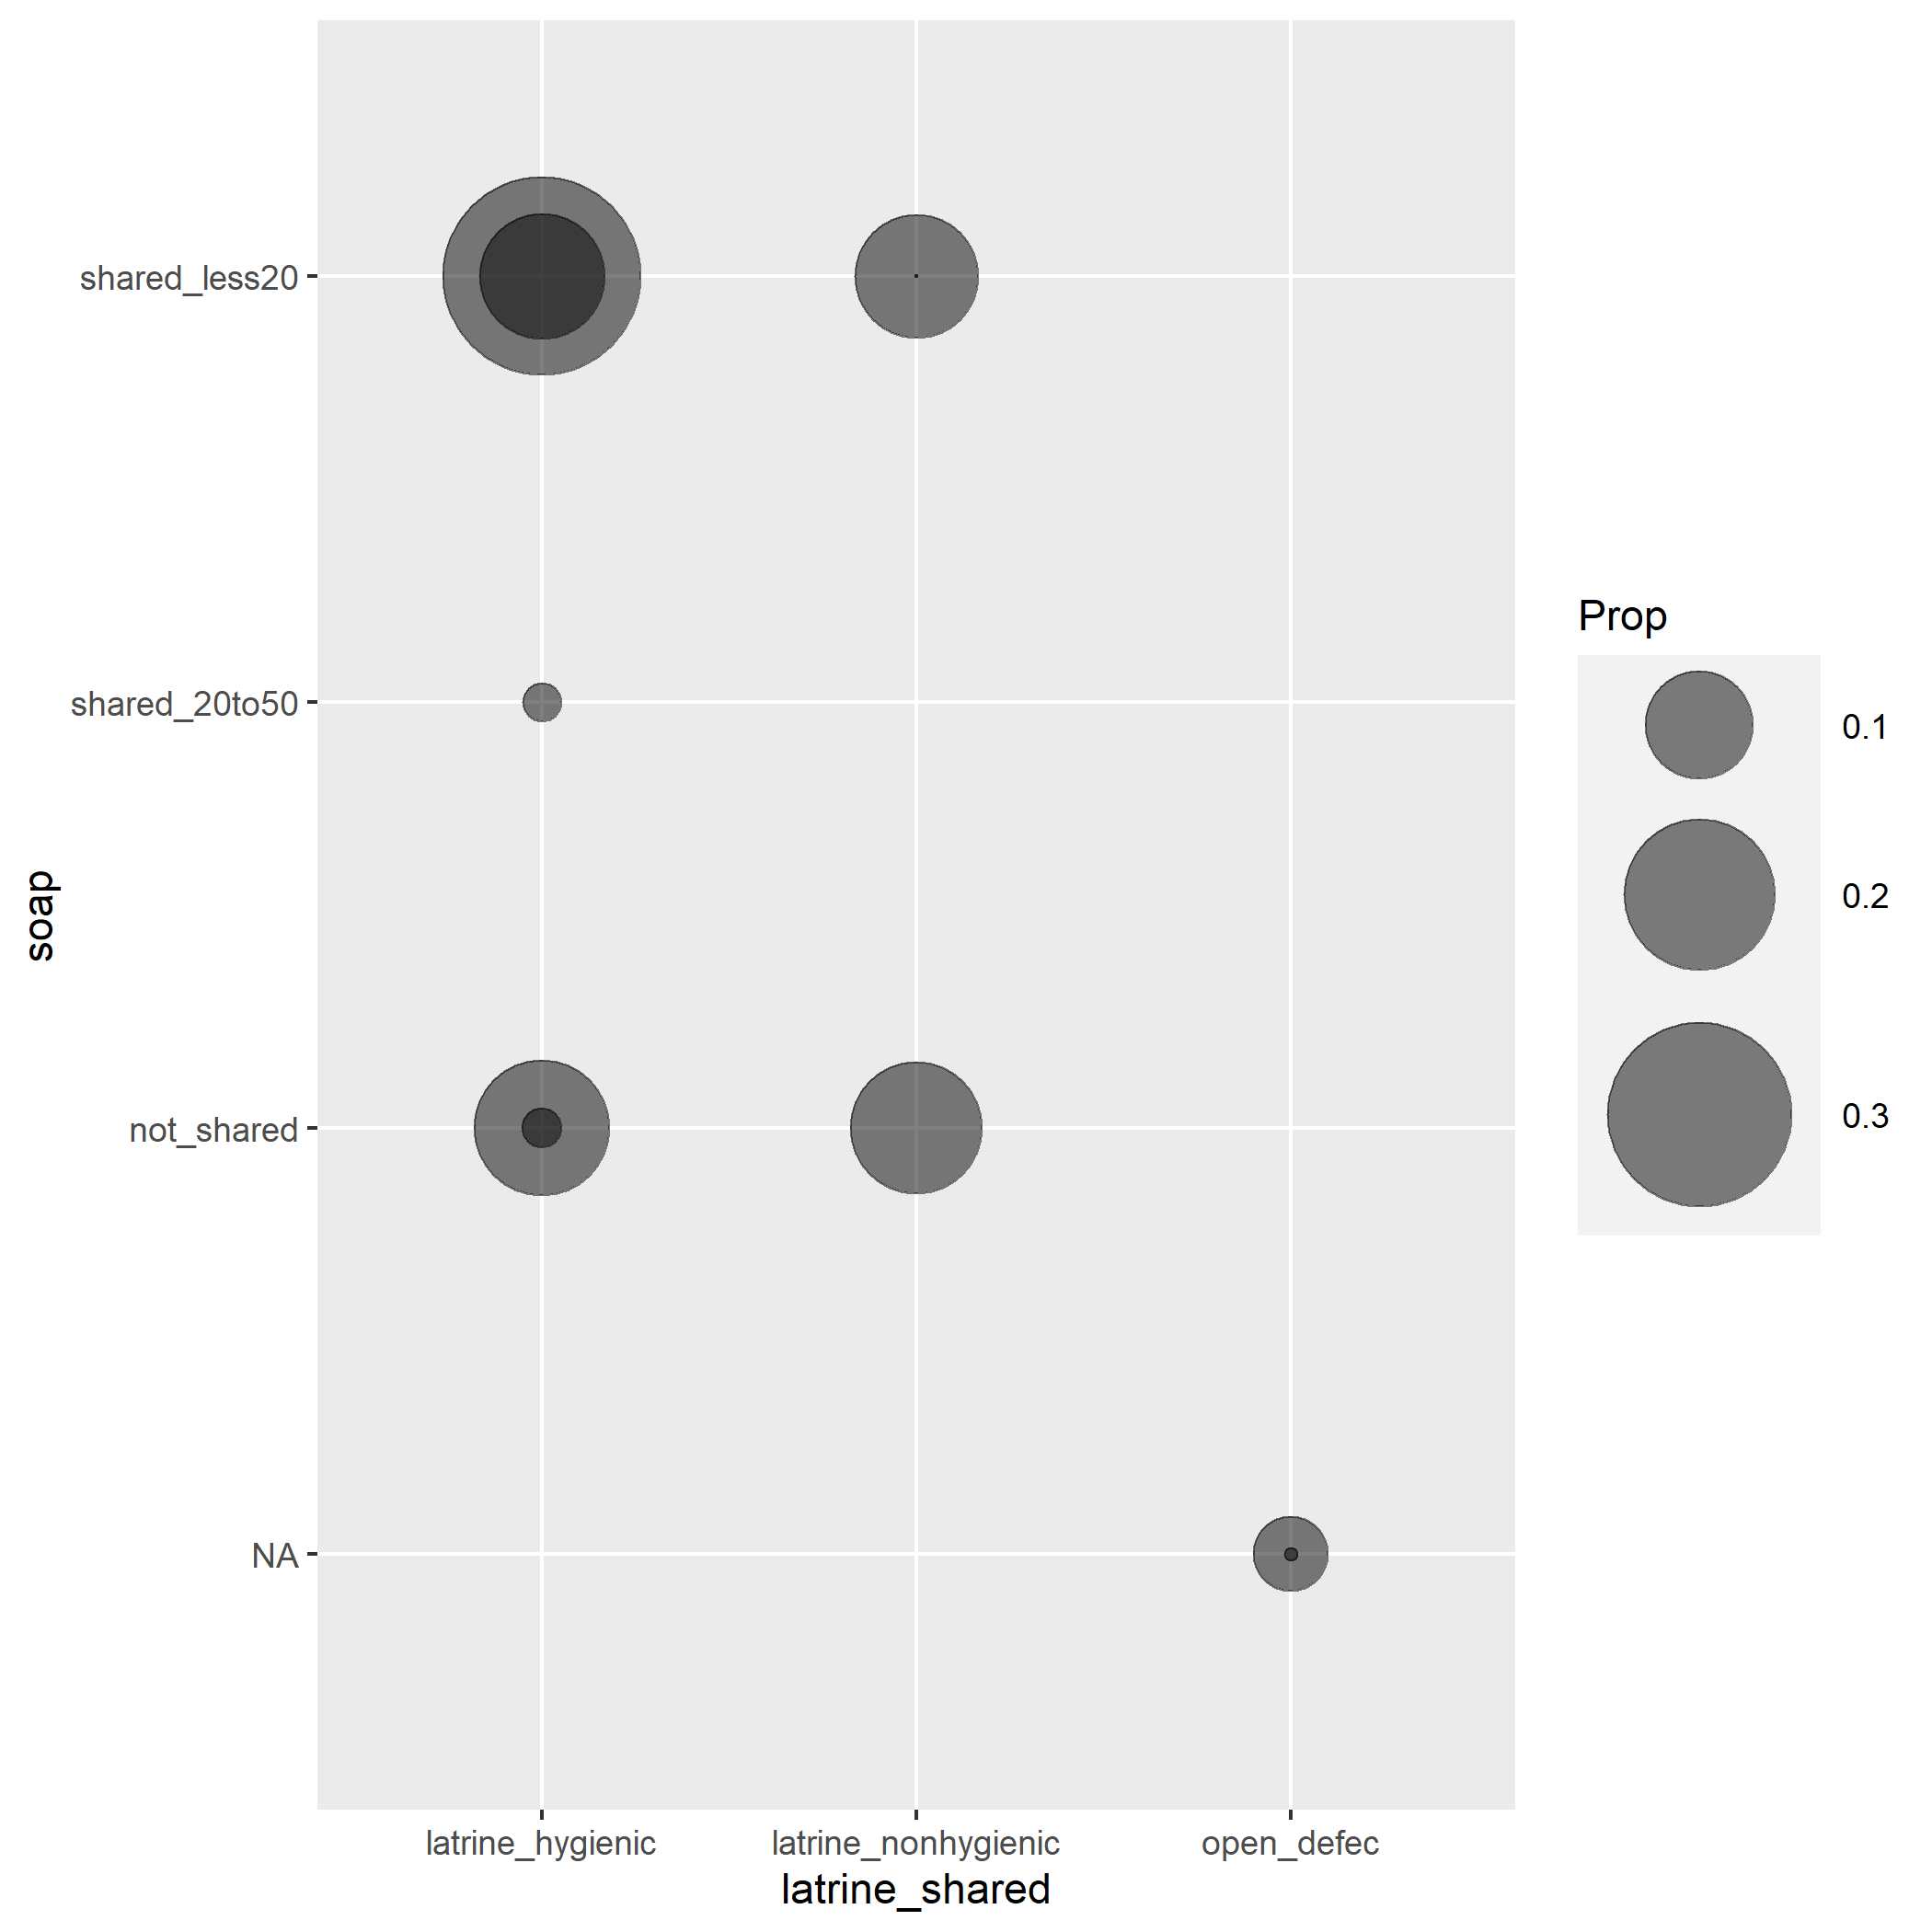 shared_less20
shared_20to50
not_shared
NA
soap
latrine_hygienic
latrine_nonhygienic
open_defec
latrine_shared
Prop
0.1
0.2
0.3